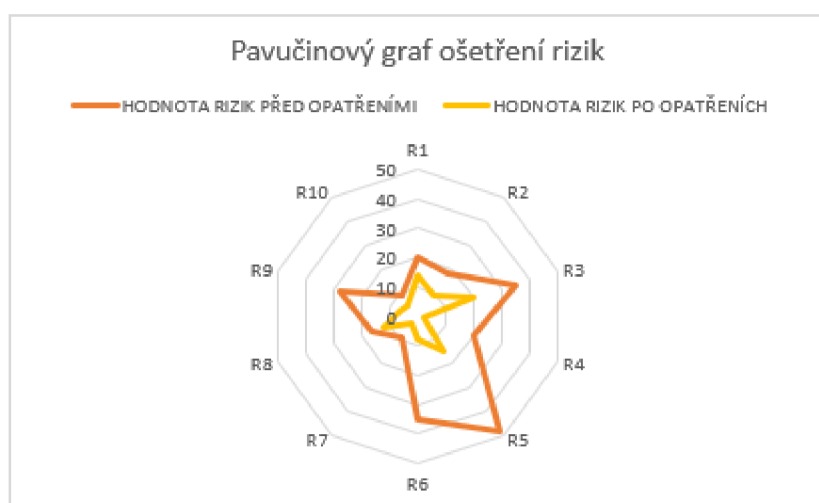 Pavučinový graf ošetření rizik
HODNOTA RIZIK PŘED OPATŘENÍMI HODNOTA RIZIK PO OPATŘENÍCH
R1
50
R10 R2
40
30
R9 20 R3
10
0
R8 R4
R7 R5
R6